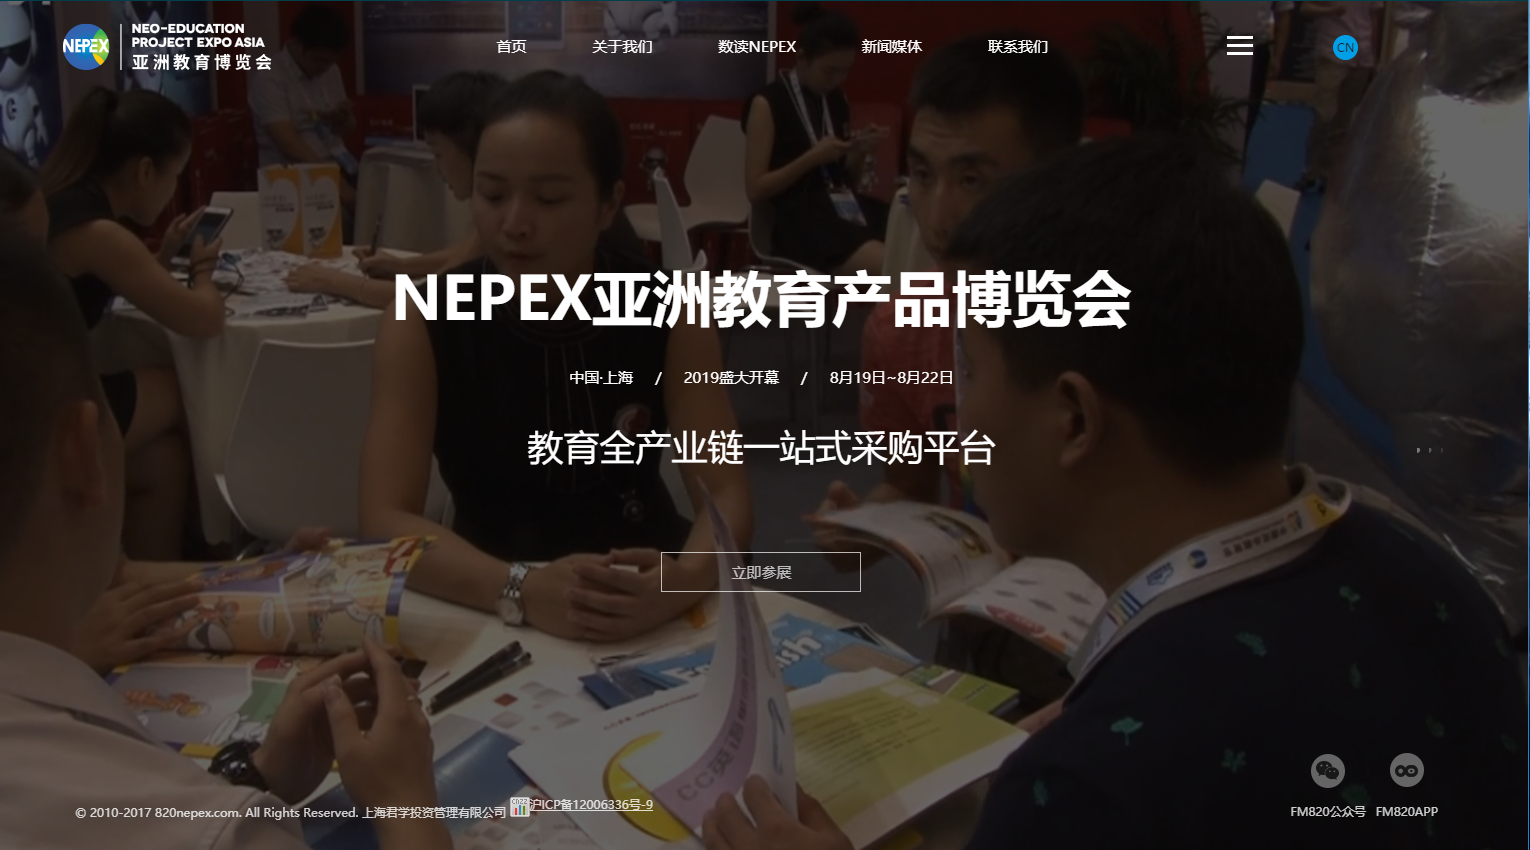 NEPEX
NEO-EDUCATION
PROJECT EXPO ASIA
亚洲教育博览会
首页
关于我们
数读NEPEX
新闻媒体
联系我们
CN
NEPEX亚洲教育产品博览会
中国·上海 / 2019盛大开幕 / 8月19日~8月22日
教育全产业链一站式采购平台
立即参展
© 2010-2017 820nepex.com. All Rights Reserved. 上海君学投资管理有限公司 沪ICP备12006336号-9
FM820公众号
FM820APP